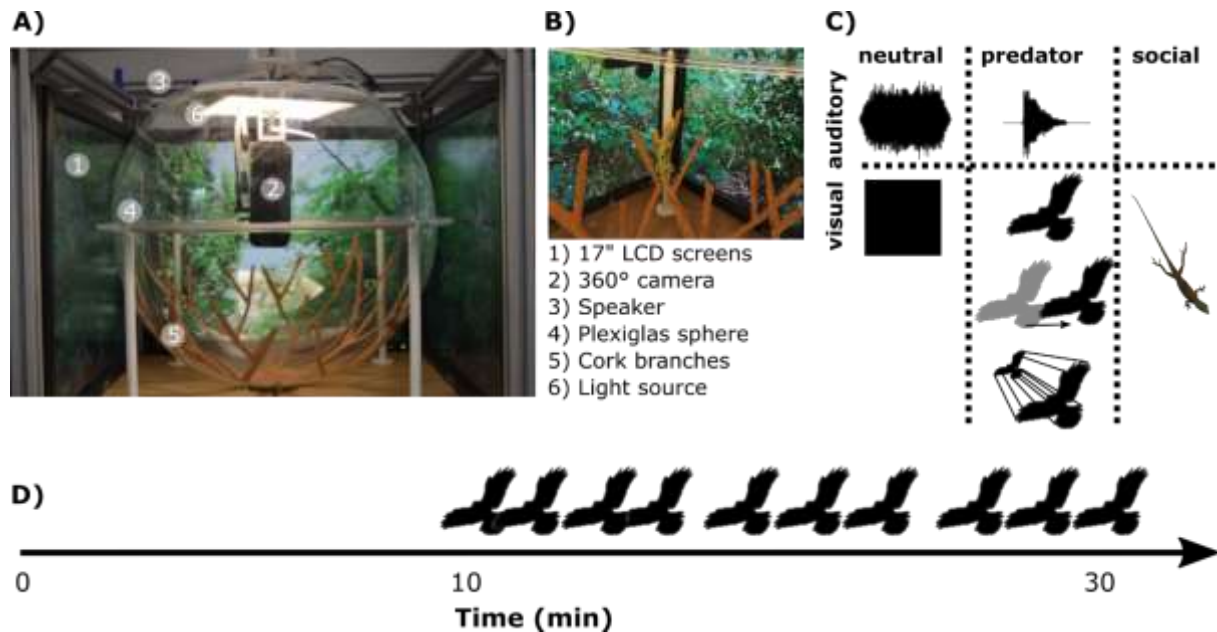 A)
B)
C)
neutral
predator
social
auditory
visual
3
6
1
2
4
5
1) 17" LCD screens
2) 360° camera
3) Speaker
4) Plexiglas sphere
5) Cork branches
6) Light source
D)
0
10
30
Time (min)